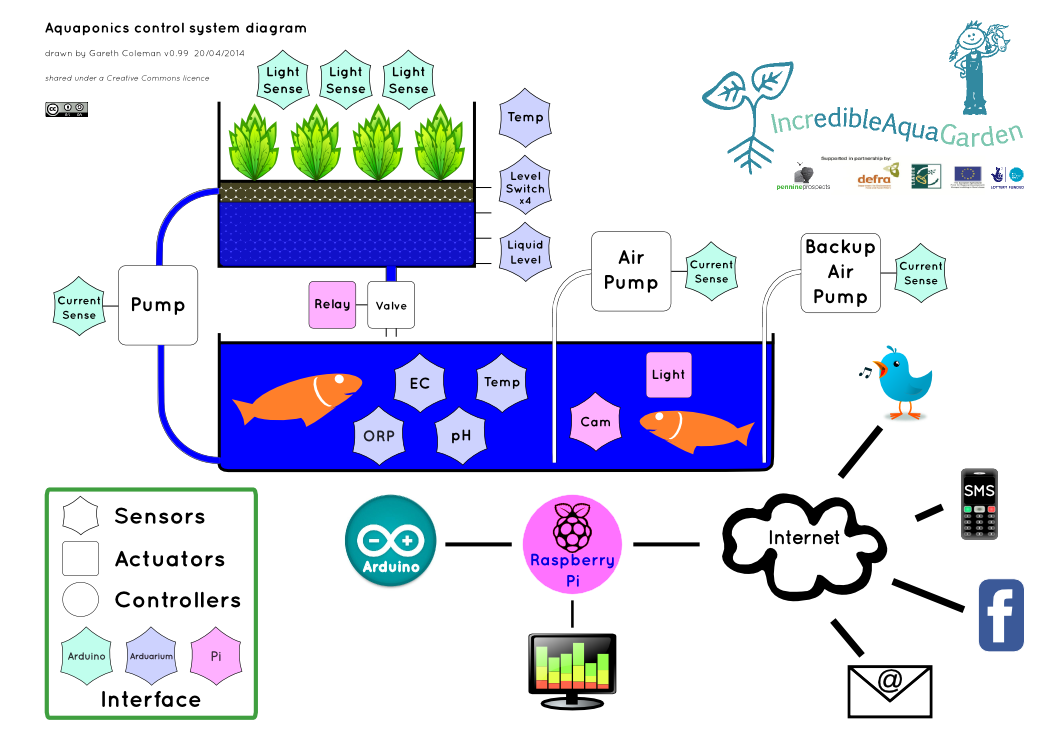 Aquaponics control system diagram
drawn by Gareth Coleman v0.99 20/04/2014
shared under a Creative Commons licence
cc
Light
Sense
Light
Sense
Light
Sense
Temp
Level
Switch
x4
Liquid
Level
IncredibleAquaGarden
Supported in partnership by:
pennineprospects
defra
LOTTERY FUNDED
Current
Sense
Pump
Relay
Valve
Air
Pump
Current
Sense
Backup
Air
Pump
Current
Sense
EC
Temp
ORP
pH
Cam
Light
Sensors
Actuators
Controllers
Arduino
Arduarium
Pi
Interface
Arduino
Raspberry
Pi
Internet
SMS
f
@